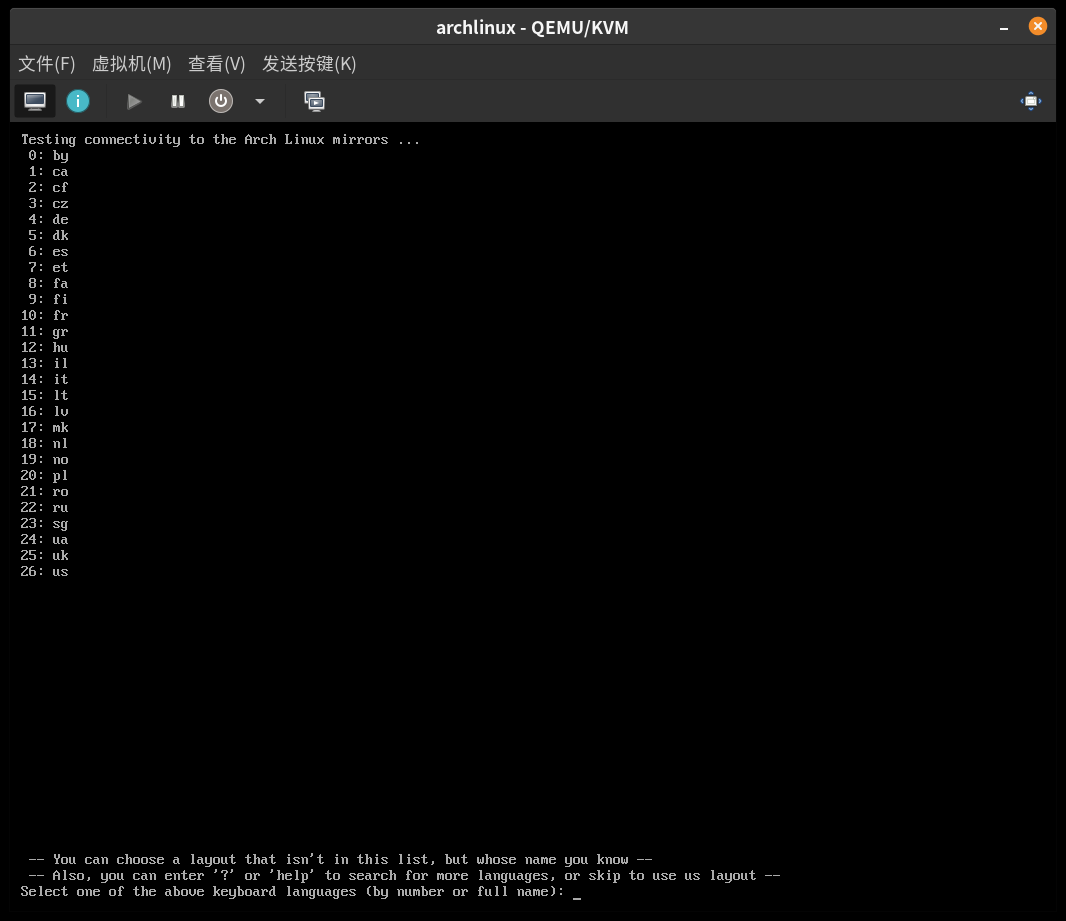 archlinux - QEMU/KVM
文件(F) 虚拟机(M) 查看(V) 发送按键(K)
Testing connectivity to the Arch Linux mirrors ...
0: by
1: ca
2: cf
3: cz
4: de
5: dk
6: es
7: et
8: fa
9: fi
10: fr
11: gr
12: hu
13: il
14: it
15: lt
16: lv
17: mk
18: nl
19: no
20: pl
21: ro
22: ru
23: sg
24: ua
25: uk
26: us
-- You can choose a layout that isn't in this list, but whose name you know --
-- Also, you can enter '?' or 'help' to search for more languages, or skip to use us layout --
Select one of the above keyboard languages (by number or full name): _